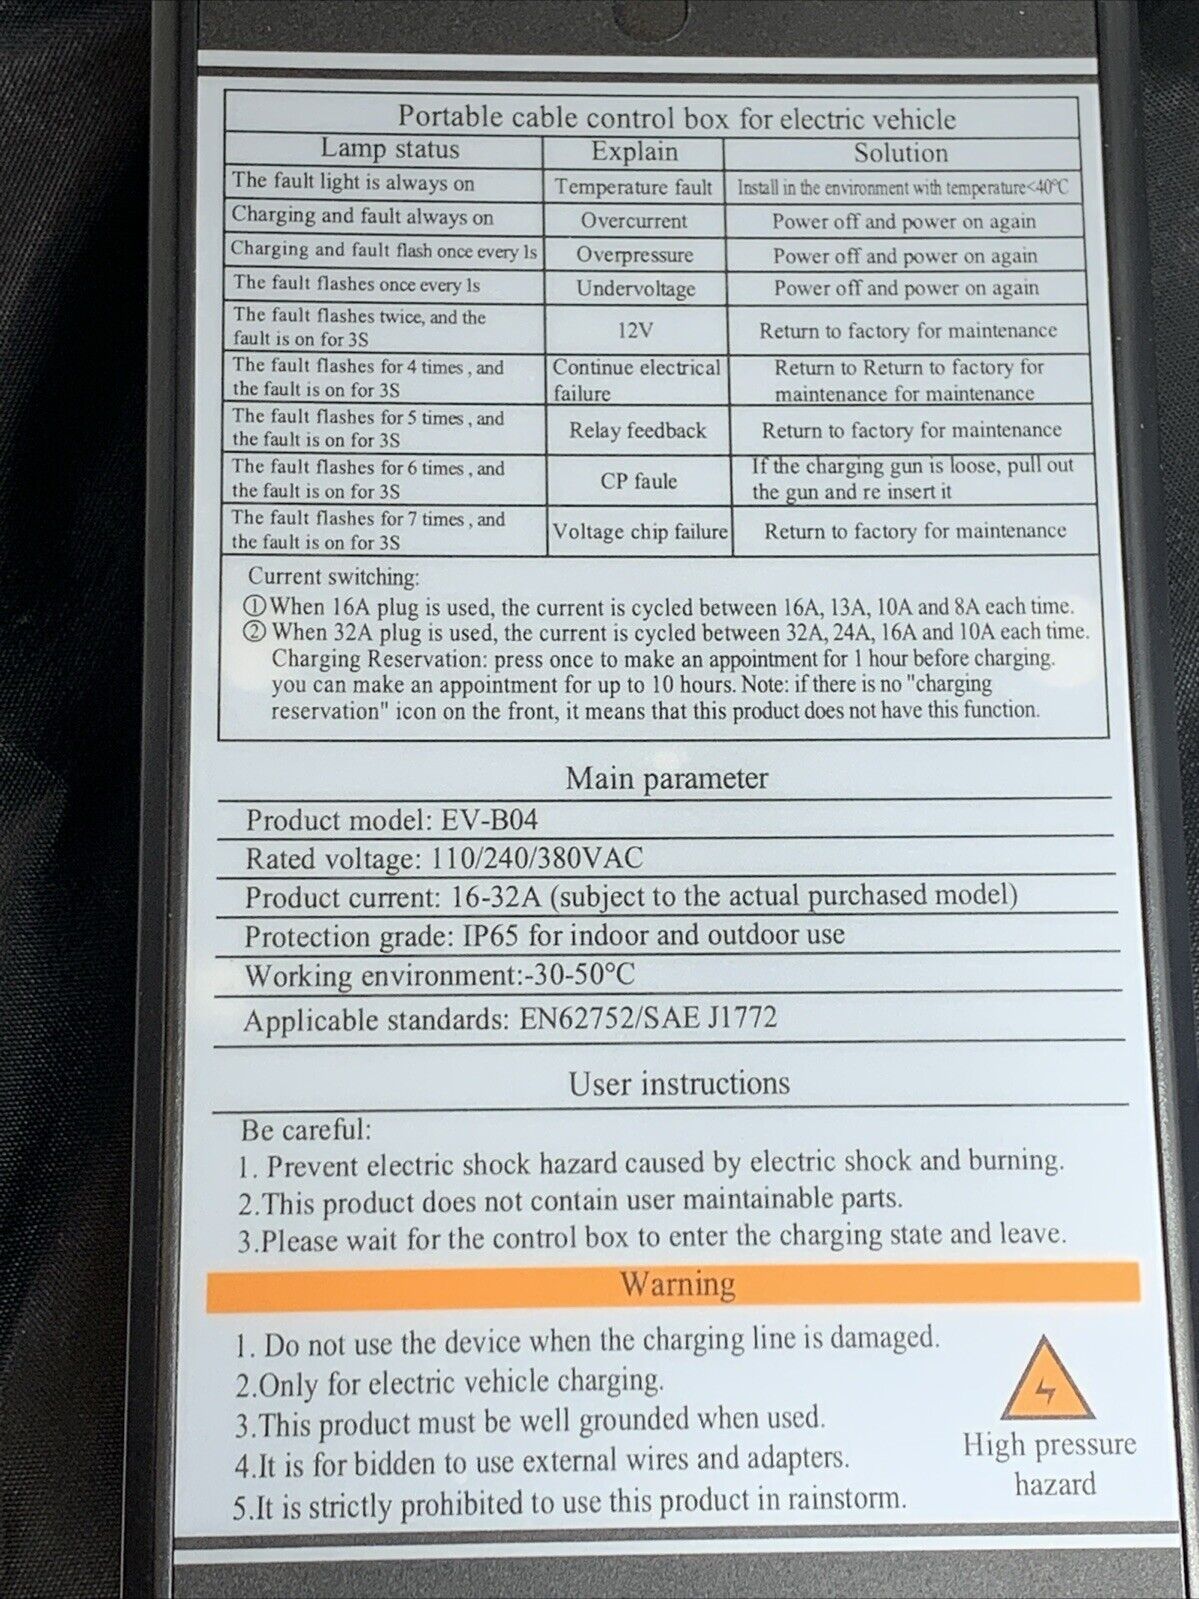 Portable cable control box for electric vehicle
Lamp status Explain Solution
The fault light is always on Temperature fault Install in the environment with temperature<40°C
Charging and fault always on Overcurrent Power off and power on again
Charging and fault flash once every 1s Overpressure Power off and power on again
The fault flashes once every 1s Undervoltage Power off and power on again
The fault flashes twice, and the
fault is on for 3S
12V
Return to factory for maintenance
The fault flashes for 4 times , and
the fault is on for 3S
Continue electrical
failure
Return to Return to factory for
maintenance for maintenance
The fault flashes for 5 times , and
the fault is on for 3S
Relay feedback
Return to factory for maintenance
The fault flashes for 6 times , and
the fault is on for 3S
CP faule
If the charging gun is loose, pull out
the gun and re insert it
The fault flashes for 7 times , and
the fault is on for 3S
Voltage chip failure
Return to factory for maintenance
Current switching:
①When 16A plug is used, the current is cycled between 16A, 13A, 10A and 8A each time.
② When 32A plug is used, the current is cycled between 32A, 24A, 16A and 10A each time.
Charging Reservation: press once to make an appointment for 1 hour before charging.
you can make an appointment for up to 10 hours. Note: if there is no "charging
reservation" icon on the front, it means that this product does not have this function.
Main parameter
Product model: EV-B04
Rated voltage: 110/240/380VAC
Product current: 16-32A (subject to the actual purchased model)
Protection grade: IP65 for indoor and outdoor use
Working environment:-30-50°C
Applicable standards: EN62752/SAE J1772
User instructions
Be careful:
1. Prevent electric shock hazard caused by electric shock and burning.
2.This product does not contain user maintainable parts.
3.Please wait for the control box to enter the charging state and leave.
Warning
1. Do not use the device when the charging line is damaged.
2.Only for electric vehicle charging.
3.This product must be well grounded when used.
4.It is for bidden to use external wires and adapters.
5.It is strictly prohibited to use this product in rainstorm.
High pressure
hazard